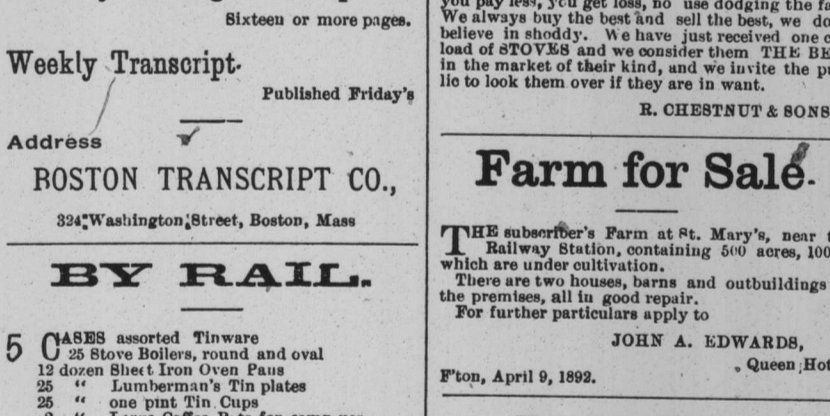 Sixteen or more pages.
Weekly Transcript.
Published Friday's
Address
BOSTON TRANSCRIPT CO.,
324 Washington Street, Boston, Mass
BY RAIL.
5 CASES assorted Tinware
25 Stove Boilers, round and oval
12 dozen Sheet Iron Oven Pans
25 " Lumberman's Tin plates
25 " one pint Tin Cups
you pay less, you get loss, no use dodging the
We always buy the best and sell the best, we do
believe in shoddy. We have just received one
load of STOVES and we consider them THE
in the market of their kind, and we invite the
lic to look them over if they are in want.
R. CHESTNUT & SONS
Farm for Sale.
THE subscriber's Farm at St. Mary's, near
Railway Station, containing 500 acres, 100
which are under cultivation.
There are two houses, barns and outbuildings
the premises, all in good repair.
For further particulars apply to
JOHN A. EDWARDS,
Queen Hot
F'ton, April 9, 1892.